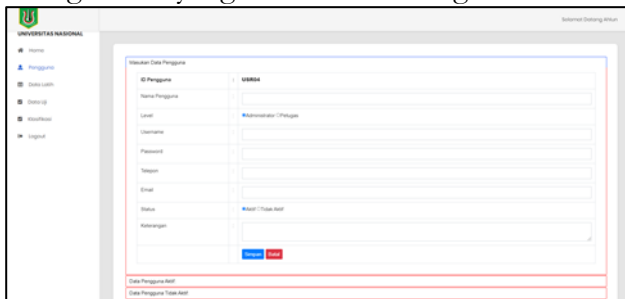 Selamat Datang Afnan
UNIVERSITAS NASIONAL
Home
Pengguna
Data Latih
Data Uji
Klasifikasi
Logout
Masukan Data Pengguna
ID Pengguna : USR04
Nama Pengguna :
Level : Administrator Petugas
Username :
Password :
Telepon :
Email :
Status : Aktif Tidak Aktif
Keterangan :
Simpan Batal
Data Pengguna Aktif
Data Pengguna Tidak Aktif